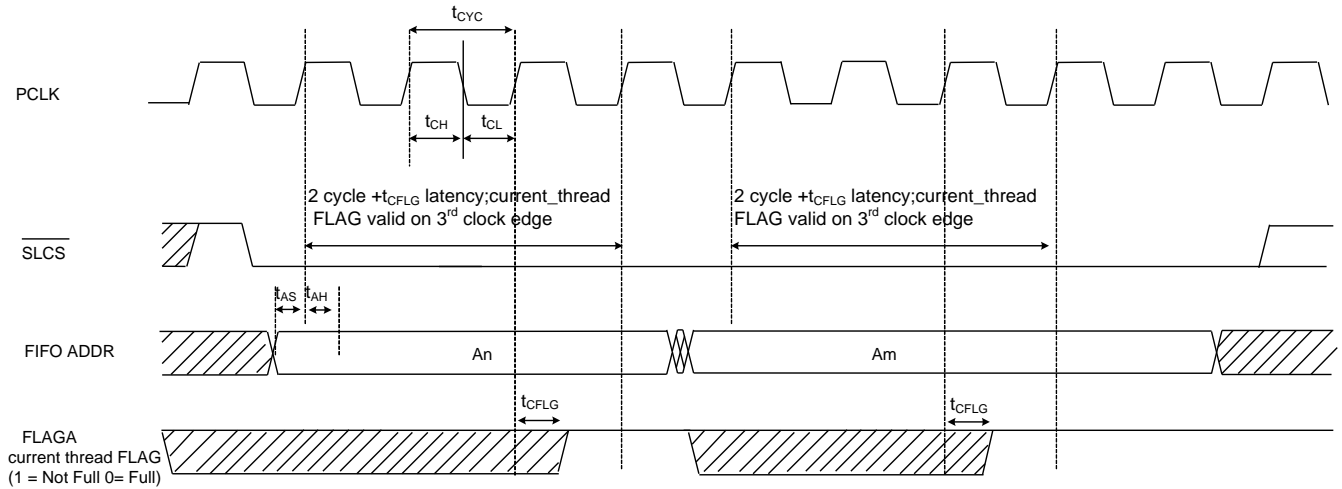 tCYC
PCLK
tCH
tCL
2 cycle +tCFLG latency;current_thread
FLAG valid on 3rd clock edge
2 cycle +tCFLG latency;current_thread
FLAG valid on 3rd clock edge
SLCS
tAS
tAH
FIFO ADDR
An
Am
tCFLG
tCFLG
FLAGA
current thread FLAG
(1 = Not Full 0= Full)